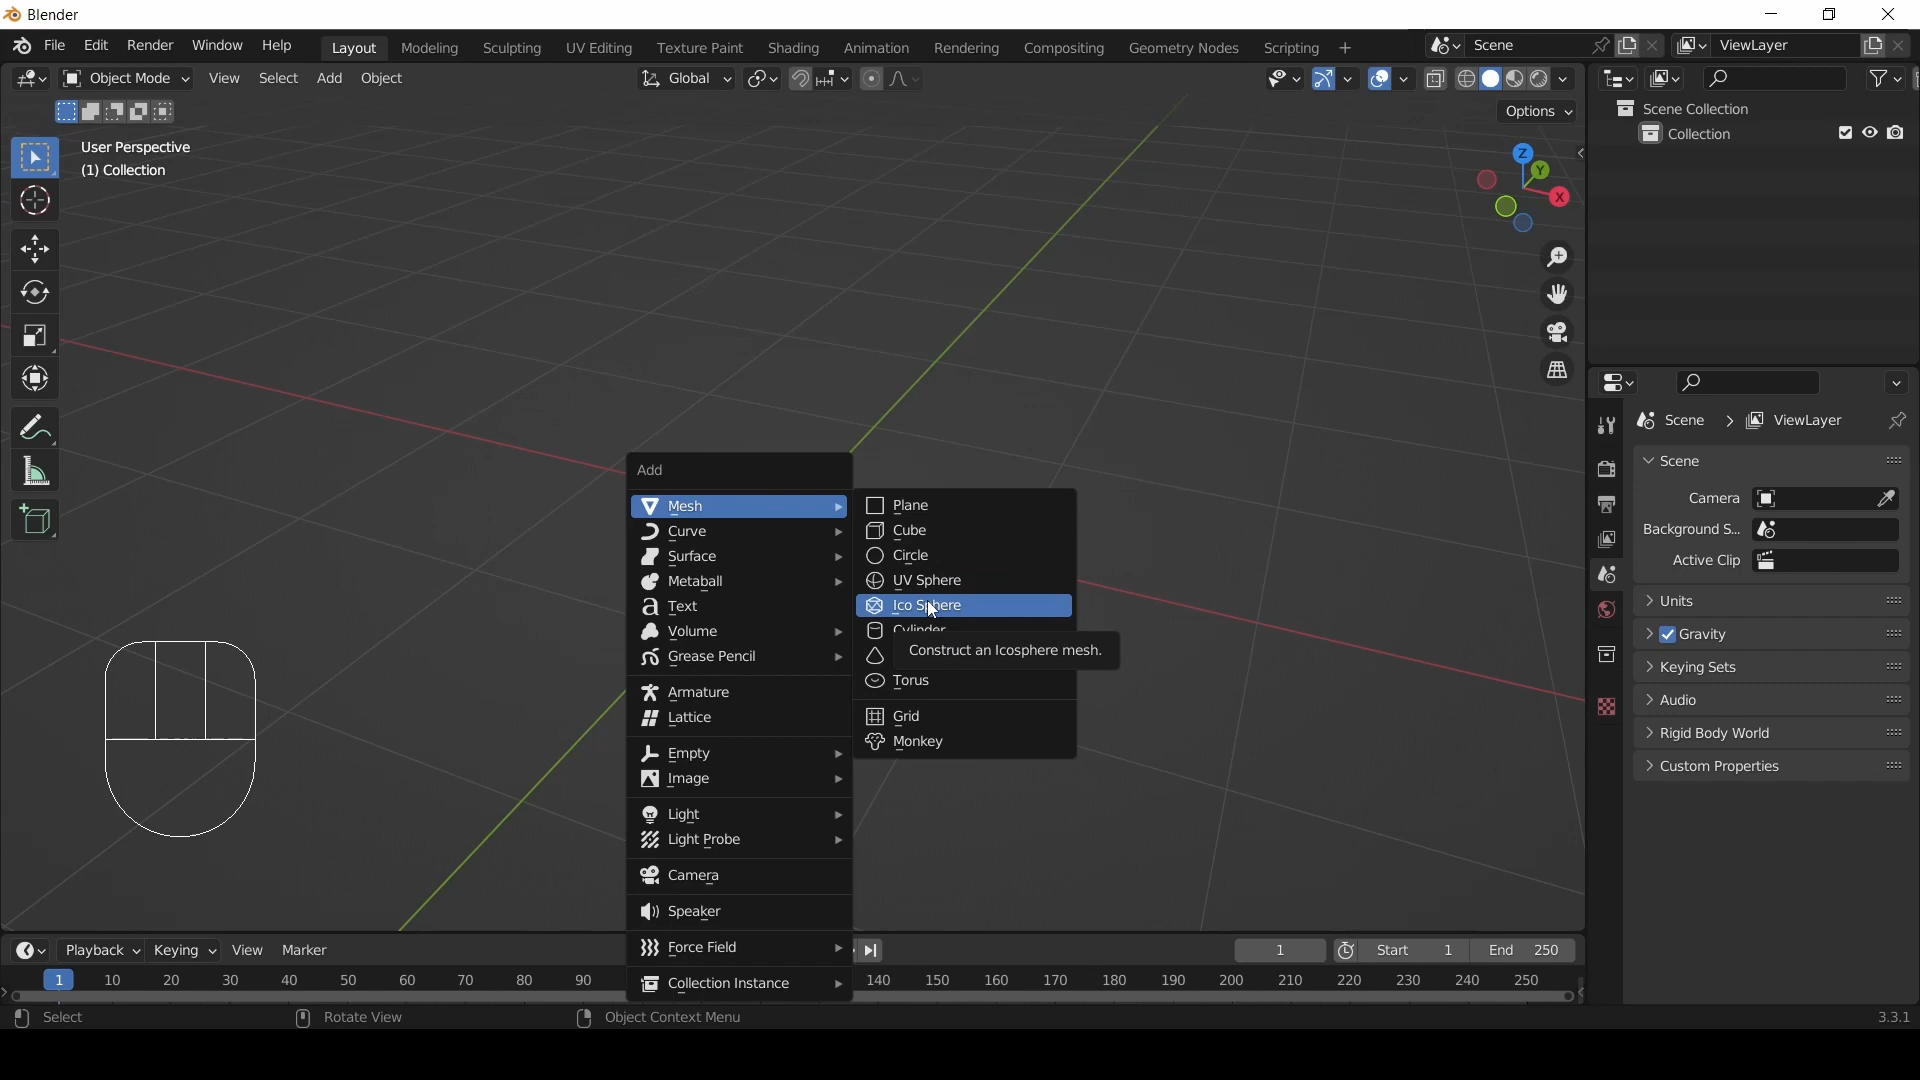 Blender
File Edit Render Window Help Layout Modeling Sculpting UV Editing Texture Paint Shading Animation Rendering Compositing Geometry Nodes Scripting + Scene ViewLayer
Object Mode View Select Add Object Global
Options
User Perspective
(1) Collection
Z
Y
X
Scene Collection
Collection
Scene > ViewLayer
Scene
Camera
Background S...
Active Clip
Units
Gravity
Keying Sets
Audio
Rigid Body World
Custom Properties
Add
Mesh
Curve
Surface
Metaball
Text
Volume
Grease Pencil
Armature
Lattice
Empty
Image
Light
Light Probe
Camera
Speaker
Force Field
Collection Instance
Plane
Cube
Circle
UV Sphere
Ico Sphere
Cylinder
Construct an Icosphere mesh.
Torus
Grid
Monkey
Playback Keying View Marker 1 Start 1 End 250
1 10 20 30 40 50 60 70 80 90 140 150 160 170 180 190 200 210 220 230 240 250
Select Rotate View Object Context Menu 3.3.1